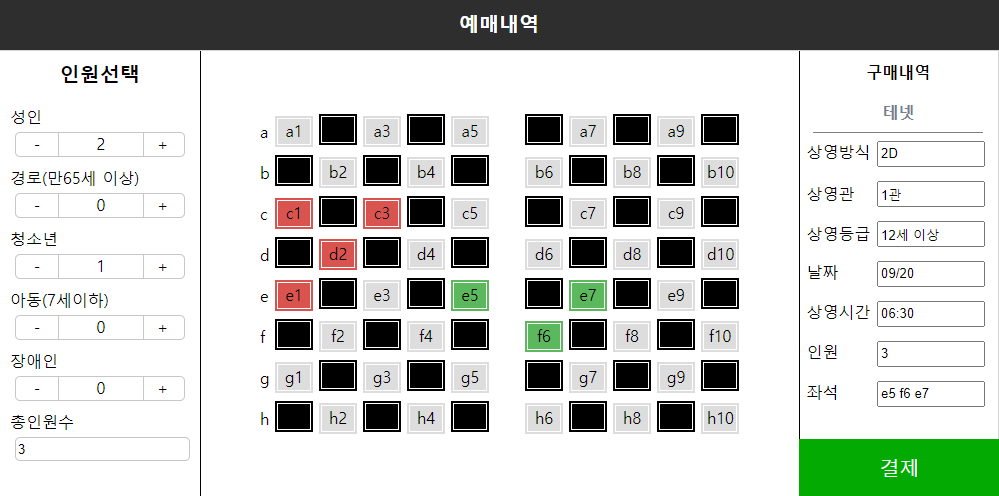 예매내역
인원선택
성인
- 2 +
경로(만65세 이상)
- 0 +
청소년
- 1 +
아동(7세이하)
- 0 +
장애인
- 0 +
총인원수
3
a a1 a3 a5 a7 a9
b b2 b4 b6 b8 b10
c c1 c3 c5 c7 c9
d d2 d4 d6 d8 d10
e e1 e3 e5 e7 e9
f f2 f4 f6 f8 f10
g g1 g3 g5 g7 g9
h h2 h4 h6 h8 h10
구매내역
테넷
상영방식 2D
상영관 1관
상영등급 12세 이상
날짜 09/20
상영시간 06:30
인원 3
좌석 e5 f6 e7
결제